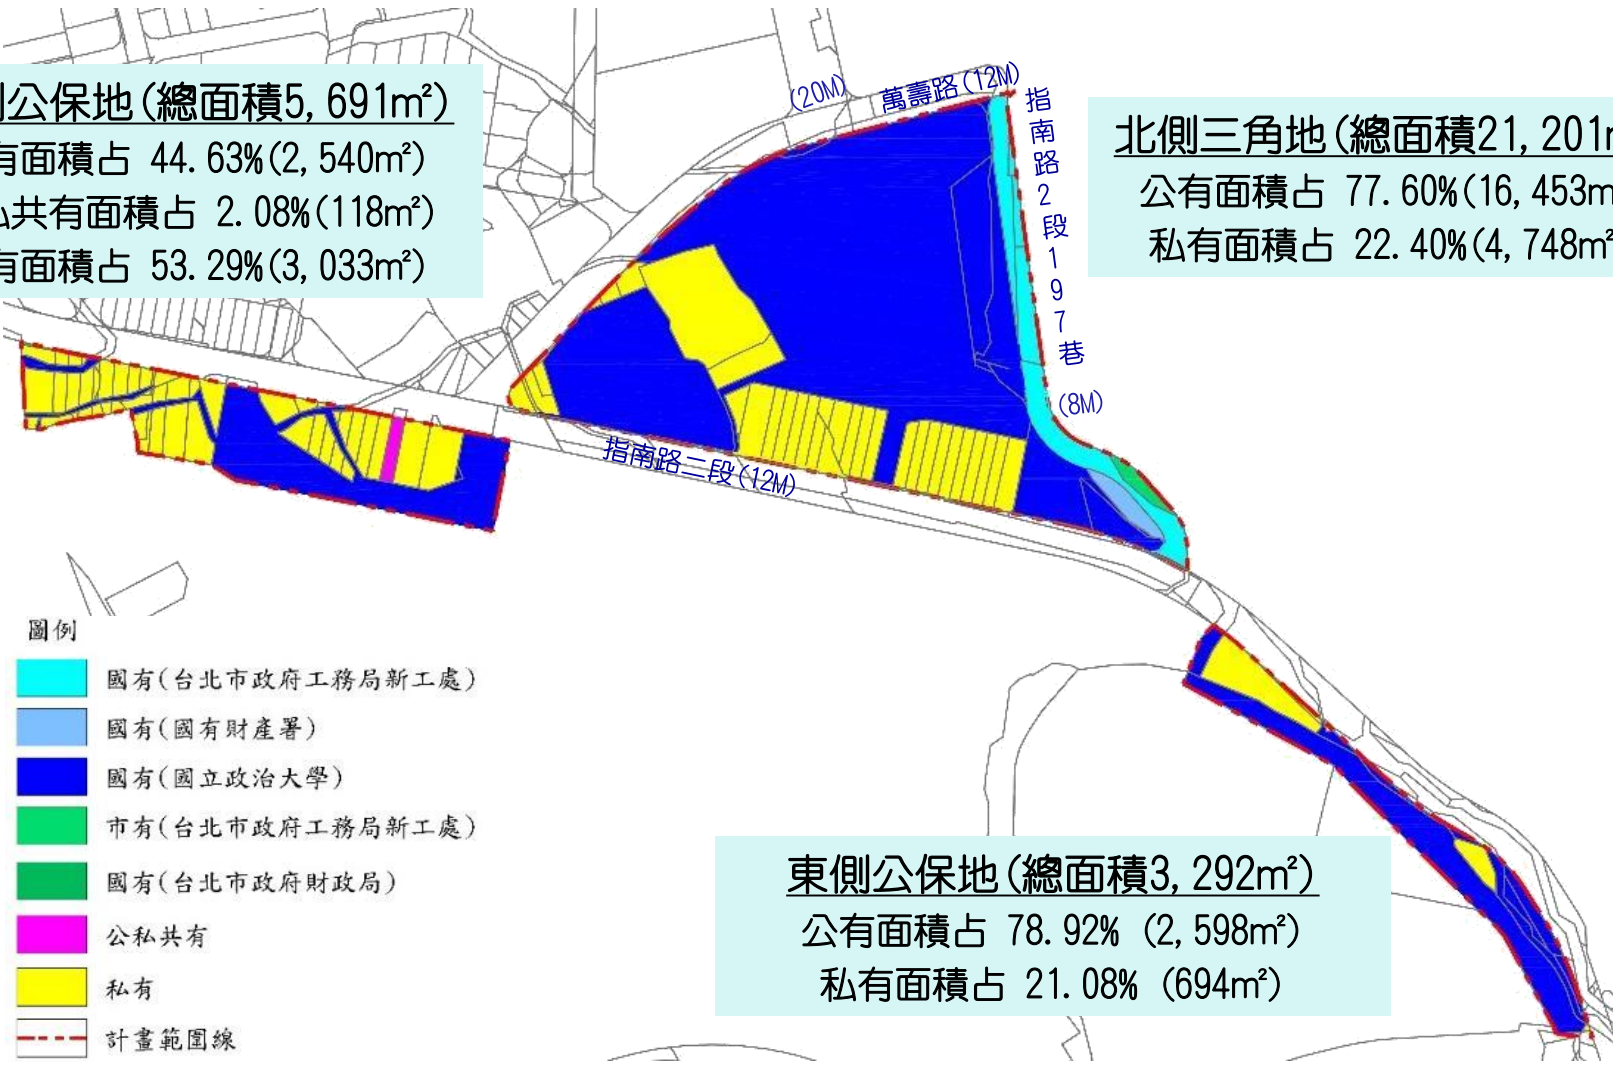 側公保地(總面積5,691㎡)
有面積占 44.63%(2,540㎡)
私共有面積占 2.08%(118㎡)
有面積占 53.29%(3,033㎡)
(20M)
萬壽路(12M)
指南路2段197巷
(8M)
北側三角地(總面積21,201m
公有面積占 77.60%(16,453m
私有面積占 22.40%(4,748㎡
指南路二段(12M)
圖例
國有(台北市政府工務局新工處)
國有(國有財產署)
國有(國立政治大學)
市有(台北市政府工務局新工處)
國有(台北市政府財政局)
公私共有
私有
計畫範圍線
東側公保地(總面積3,292㎡)
公有面積占 78.92% (2,598㎡)
私有面積占 21.08% (694㎡)